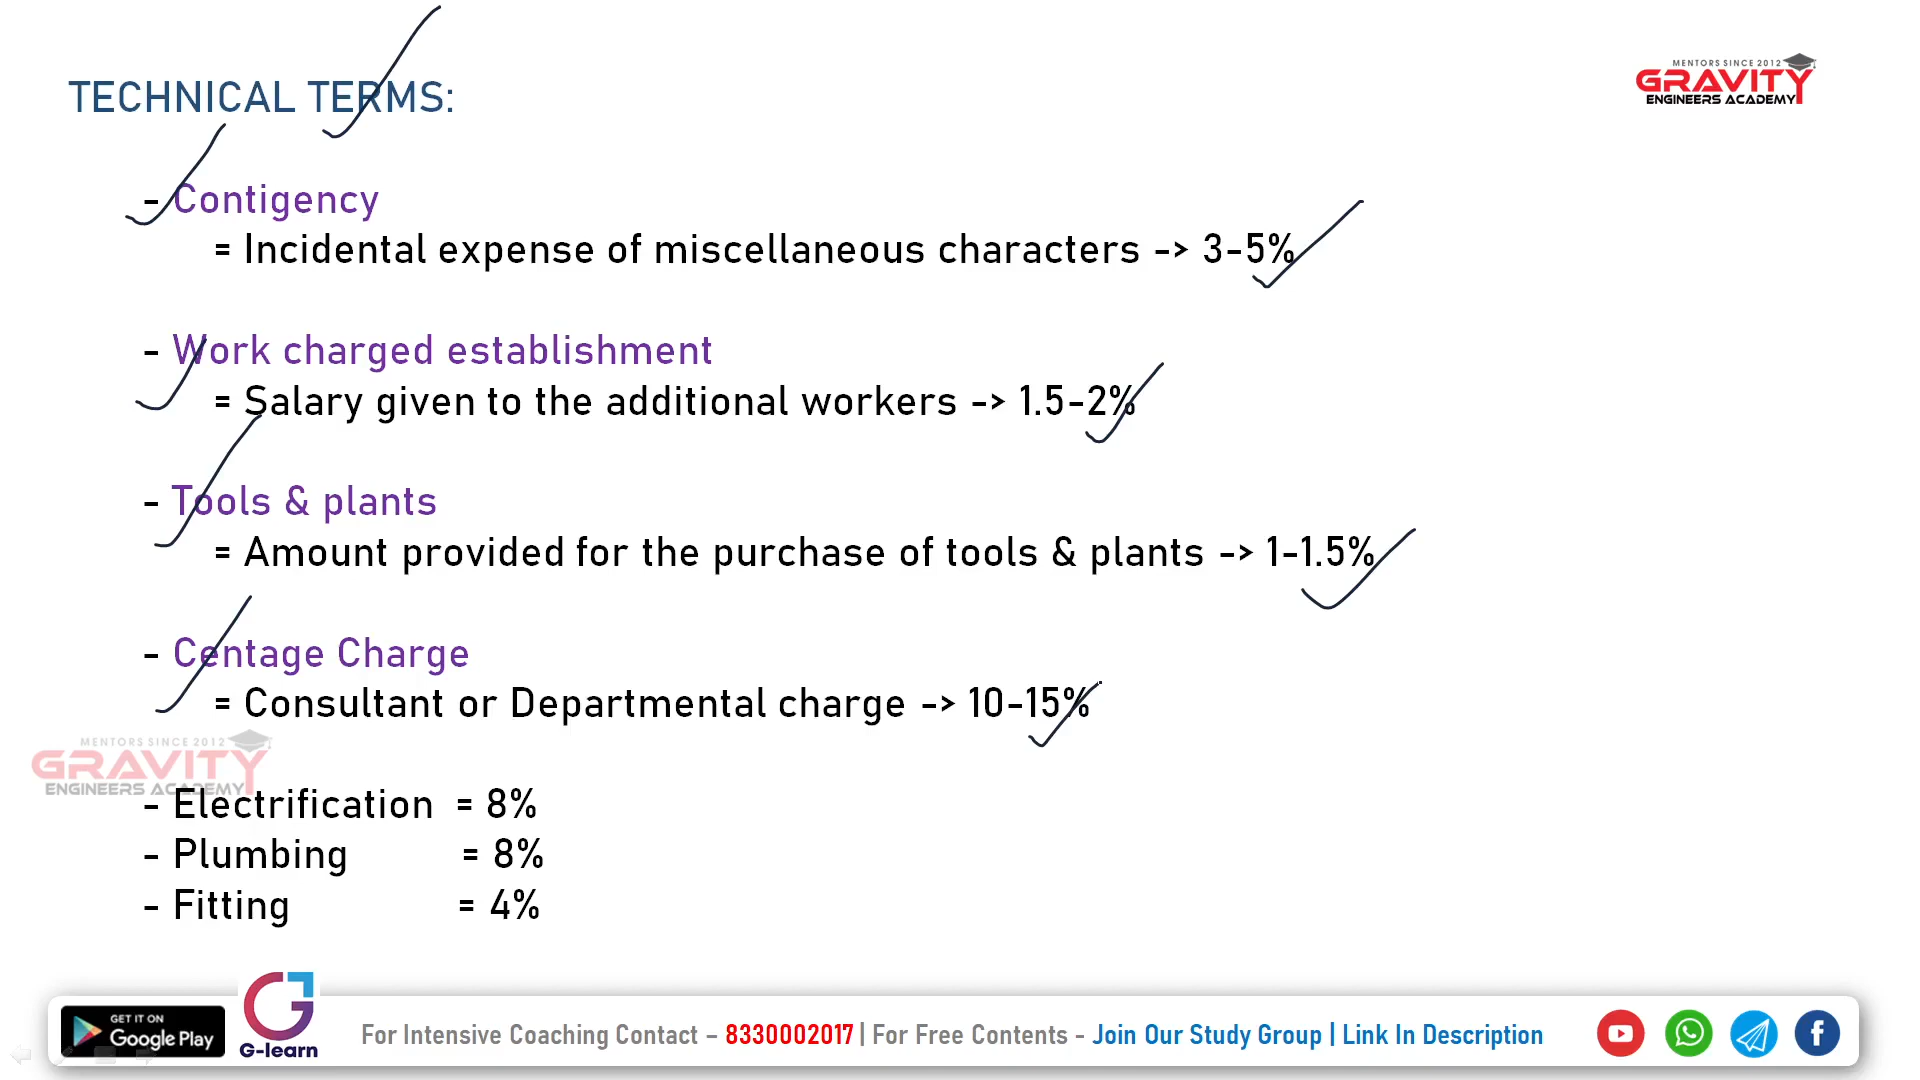 TECHNICAL TERMS:
MENTORS SINCE 2012
GRAVITY
ENGINEERS ACADEMY
- Contigency
= Incidental expense of miscellaneous characters -> 3-5%
- Work charged establishment
= Salary given to the additional workers -> 1.5-2%
- Tools & plants
= Amount provided for the purchase of tools & plants -> 1-1.5%
- Centage Charge
= Consultant or Departmental charge -> 10-15%
MENTORS SINCE 2012
GRAVITY
ENGINEERS ACADEMY
- Electrification = 8%
- Plumbing = 8%
- Fitting = 4%
GET IT ON
Google Play
G-learn
For Intensive Coaching Contact - 8330002017 | For Free Contents - Join Our Study Group | Link In Description